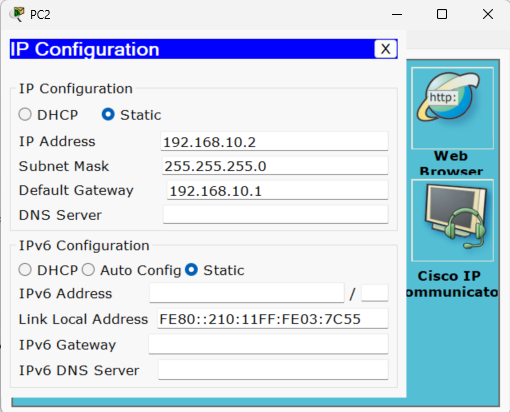 PC2
IP Configuration X
IP Configuration
DHCP Static
IP Address 192.168.10.2
Subnet Mask 255.255.255.0
Default Gateway 192.168.10.1
DNS Server
IPv6 Configuration
DHCP Auto Config Static
IPv6 Address /
Link Local Address FE80::210:11FF:FE03:7C55
IPv6 Gateway
IPv6 DNS Server
http:
Web
Browser
Cisco IP
ommunicato